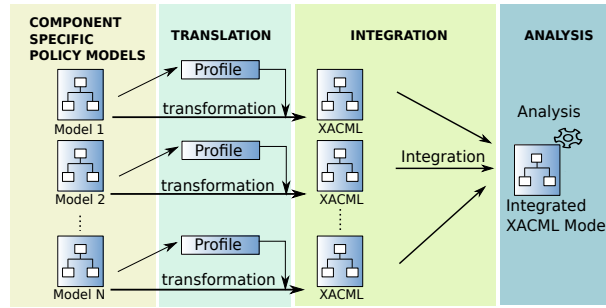 COMPONENT
SPECIFIC
POLICY MODELS
TRANSLATION
INTEGRATION
ANALYSIS
Profile
transformation
Model 1
XACML
Profile
transformation
Model 2
XACML
Profile
transformation
Model N
XACML
Integration
Analysis
Integrated
XACML Model